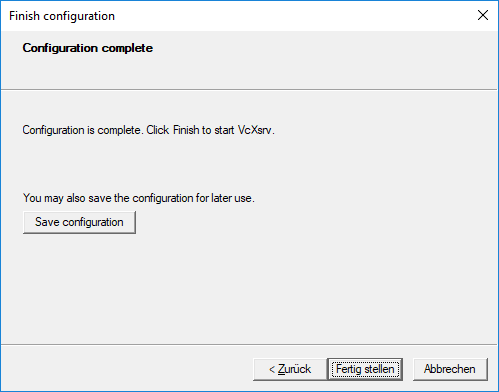 Finish configuration
Configuration complete
Configuration is complete. Click Finish to start VcXsrv.
You may also save the configuration for later use.
Save configuration
< Zurück
Fertig stellen
Abbrechen